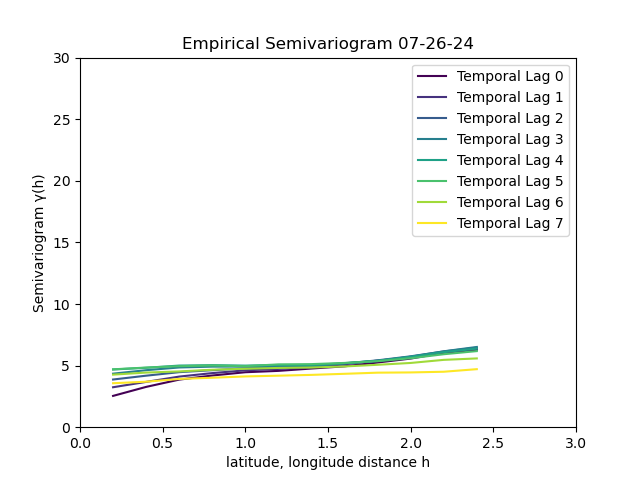 Empirical Semivariogram 07-26-24
30
25
20
15
10
5
0
Semivariogram γ(h)
0.0 0.5 1.0 1.5 2.0 2.5 3.0
latitude, longitude distance h
Temporal Lag 0
Temporal Lag 1
Temporal Lag 2
Temporal Lag 3
Temporal Lag 4
Temporal Lag 5
Temporal Lag 6
Temporal Lag 7